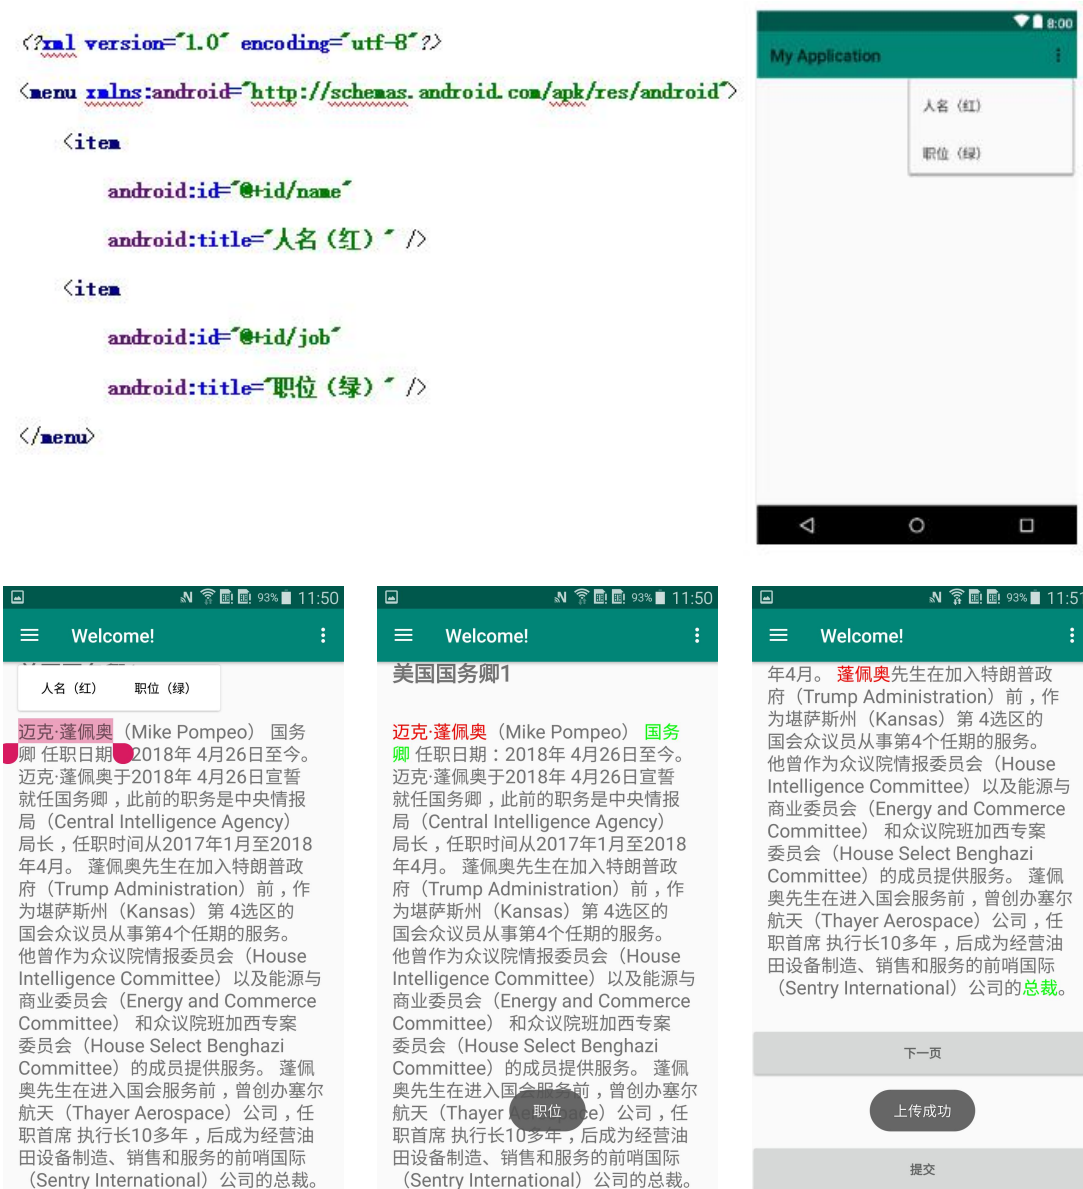 <?xml version="1.0" encoding="utf-8"?>
<menu xmlns:android="http://schemas.android.com/apk/res/android">
<item
android:id="@+id/name"
android:title="人名（红）" />
<item
android:id="@+id/job"
android:title="职位（绿）" />
</menu>
8:00
My Application
人名（红）
职位（绿）
93% 11:50
Welcome!
人名（红） 职位（绿）
迈克·蓬佩奥（Mike Pompeo） 国务
卿 任职日期 2018年 4月26日至今。
迈克·蓬佩奥于2018年 4月26日宣誓
就任国务卿，此前的职务是中央情报
局（Central Intelligence Agency）
局长，任职时间从2017年1月至2018
年4月。 蓬佩奥先生在加入特朗普政
府（Trump Administration）前，作
为堪萨斯州（Kansas）第 4选区的
国会众议员从事第4个任期的服务。
他曾作为众议院情报委员会（House
Intelligence Committee）以及能源与
商业委员会（Energy and Commerce
Committee） 和众议院班加西专案
委员会（House Select Benghazi
Committee）的成员提供服务。 蓬佩
奥先生在进入国会服务前，曾创办塞尔
航天（Thayer Aerospace）公司，任
职首席 执行长10多年，后成为经营油
田设备制造、销售和服务的前哨国际
（Sentry International）公司的总裁。
93% 11:50
Welcome!
美国国务卿1
迈克·蓬佩奥（Mike Pompeo） 国务
卿 任职日期：2018年 4月26日至今。
迈克·蓬佩奥于2018年 4月26日宣誓
就任国务卿，此前的职务是中央情报
局（Central Intelligence Agency）
局长，任职时间从2017年1月至2018
年4月。 蓬佩奥先生在加入特朗普政
府（Trump Administration）前，作
为堪萨斯州（Kansas）第 4选区的
国会众议员从事第4个任期的服务。
他曾作为众议院情报委员会（House
Intelligence Committee）以及能源与
商业委员会（Energy and Commerce
Committee） 和众议院班加西专案
委员会（House Select Benghazi
Committee）的成员提供服务。 蓬佩
奥先生在进入国会服务前，曾创办塞尔
航天（Thayer Aerospace）公司，任
职位
职首席 执行长10多年，后成为经营油
田设备制造、销售和服务的前哨国际
（Sentry International）公司的总裁。
93% 11:51
Welcome!
年4月。 蓬佩奥先生在加入特朗普政
府（Trump Administration）前，作
为堪萨斯州（Kansas）第 4选区的
国会众议员从事第4个任期的服务。
他曾作为众议院情报委员会（House
Intelligence Committee）以及能源与
商业委员会（Energy and Commerce
Committee） 和众议院班加西专案
委员会（House Select Benghazi
Committee）的成员提供服务。 蓬佩
奥先生在进入国会服务前，曾创办塞尔
航天（Thayer Aerospace）公司，任
职首席 执行长10多年，后成为经营油
田设备制造、销售和服务的前哨国际
（Sentry International）公司的总裁。
下一页
上传成功
提交